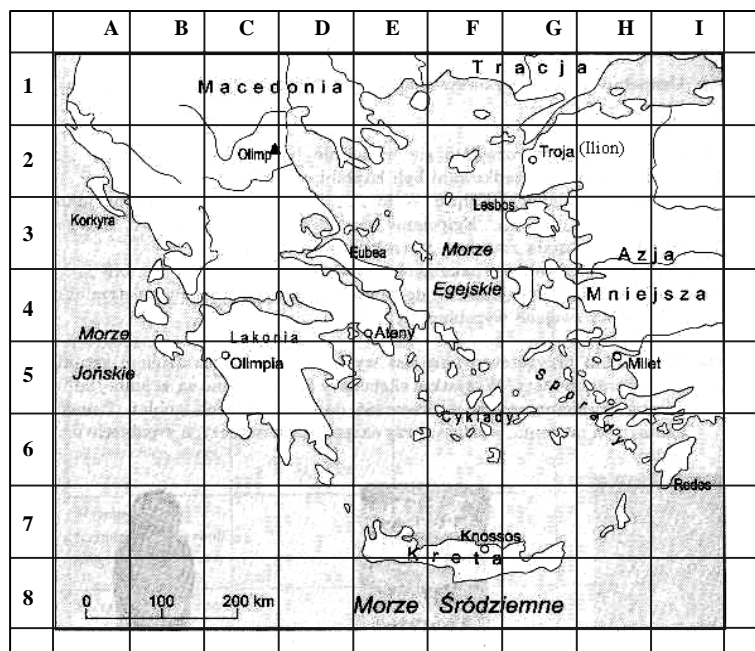 A B C D E F G H I
1
Tracja
Macedonia
2
Olimp
Troja (Ilion)
Lesbos
3
Korkyra
Eubea
Morze
Azja
4
Egejskie
Mniejsza
Morze
Lakonia
Ateny
5
Jońskie
Olimpia
Milet
Sporady
Cyklady
6
Rodos
7
Knossos
Kreta
8
0 100 200 km
Morze Śródziemne